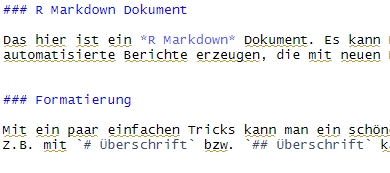 ### R Markdown Dokument
Das hier ist ein *R Markdown* Dokument. Es kann
automatisierte Berichte erzeugen, die mit neuen
### Formatierung
Mit ein paar einfachen Tricks kann man ein schön
Z.B. mit `# Überschrift` bzw. `## Überschrift` k